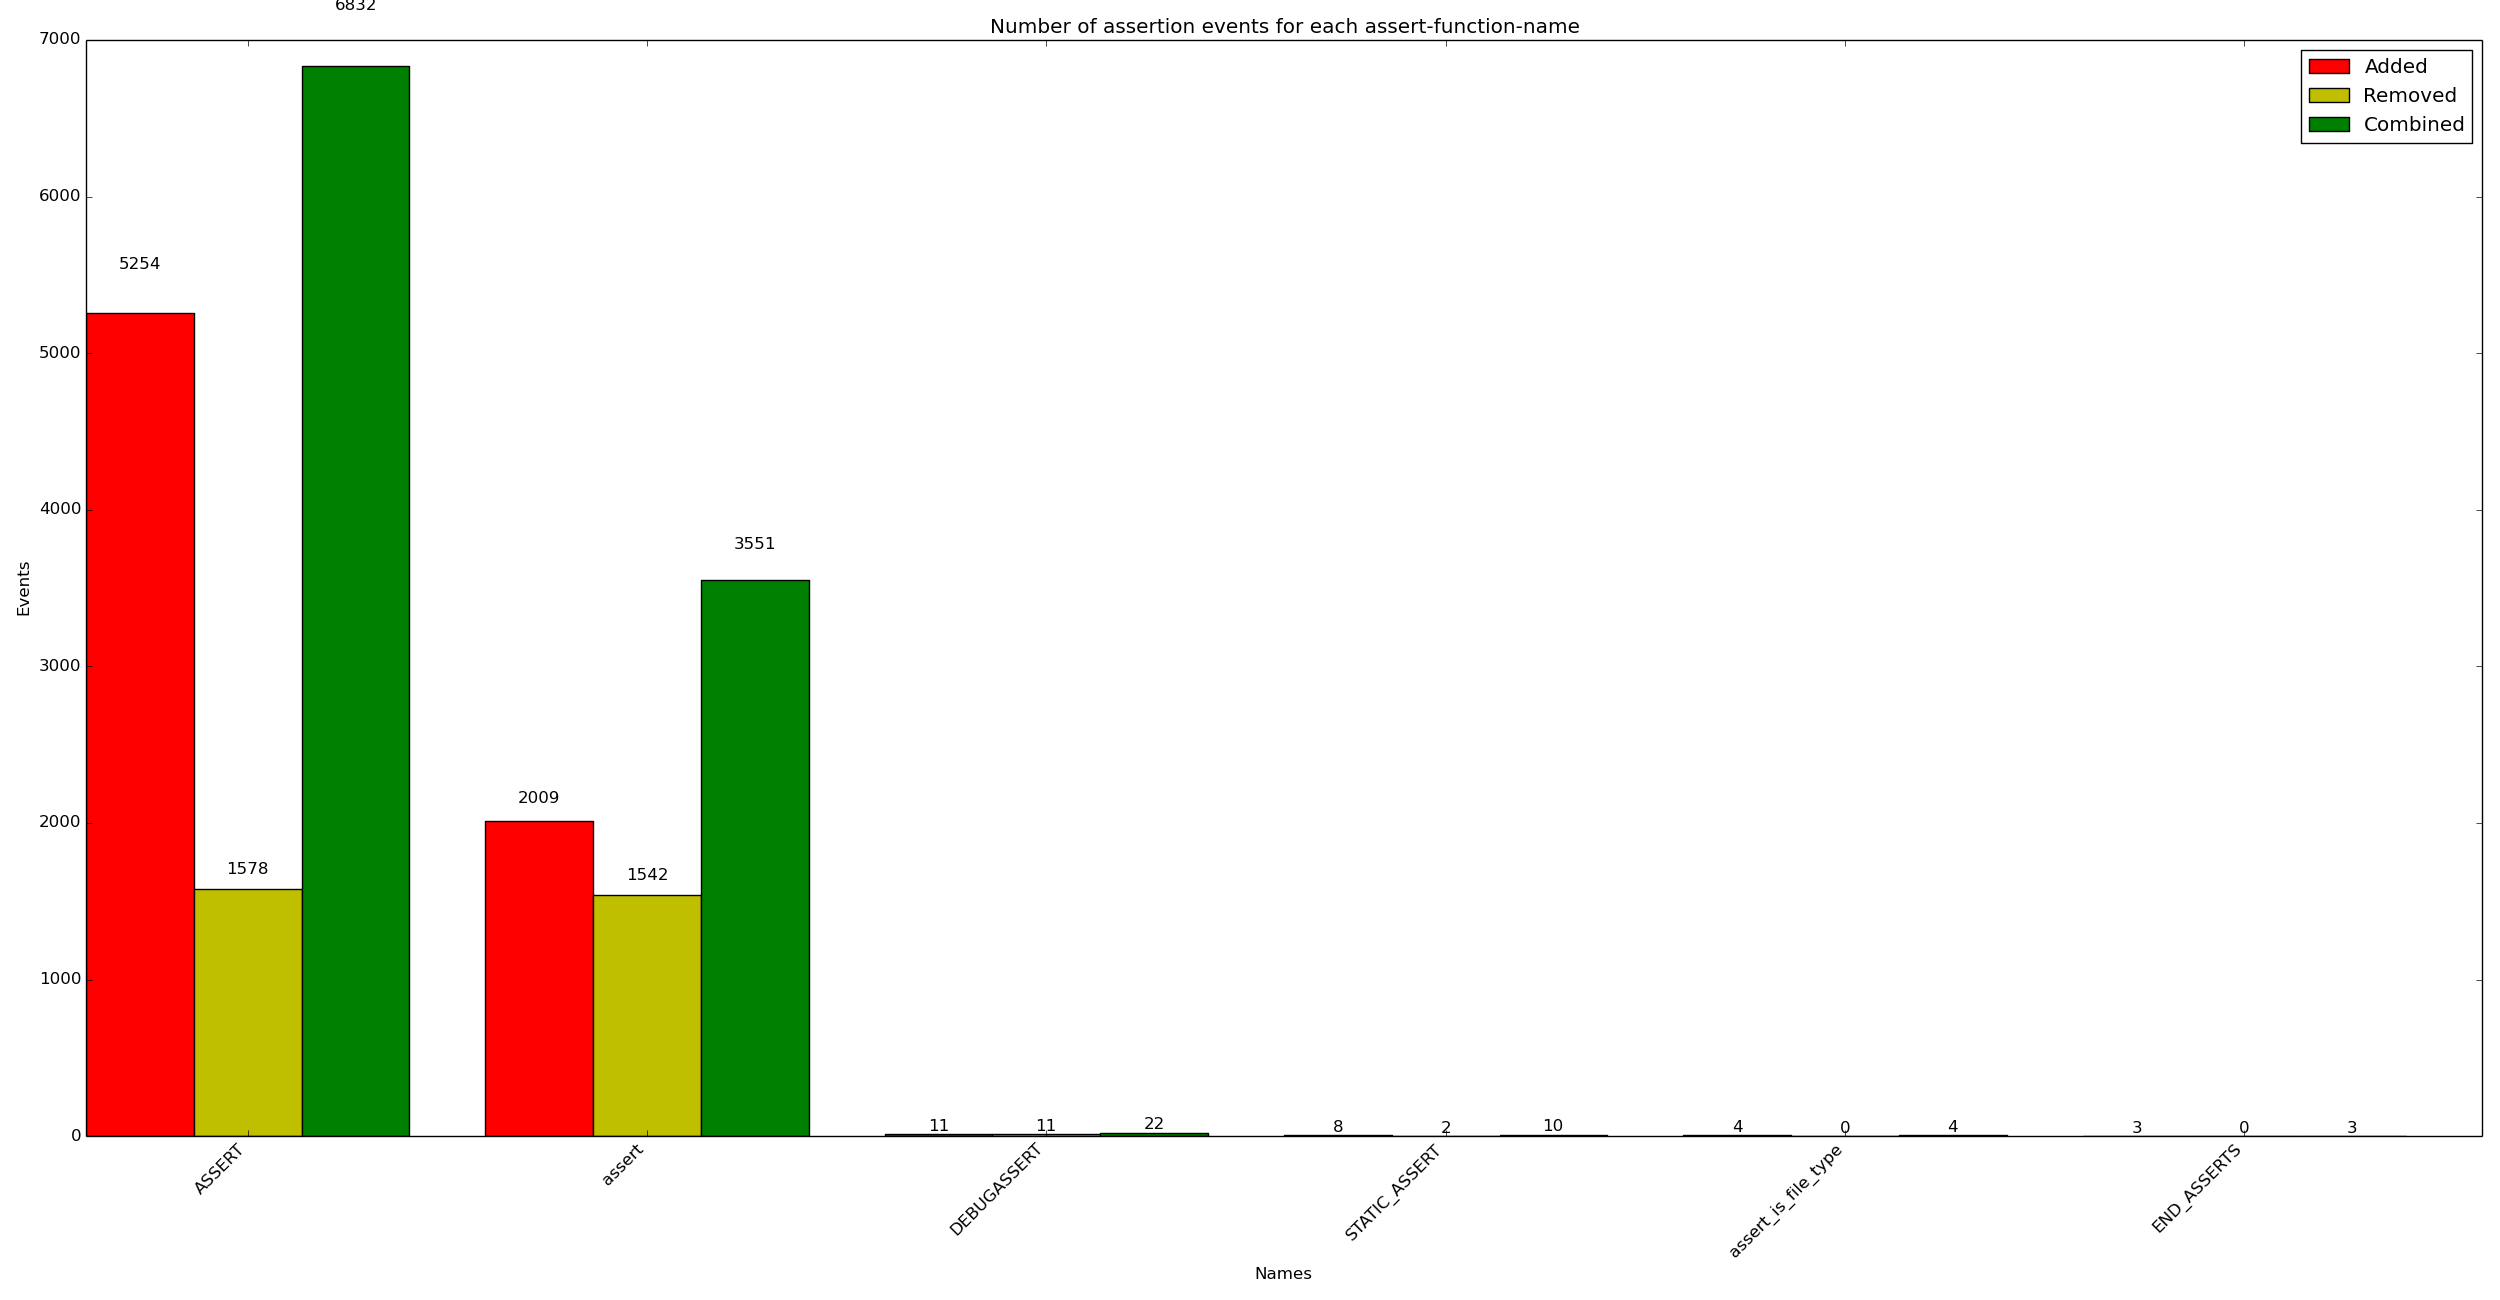 6832
Number of assertion events for each assert-function-name
7000
6000
5000
4000
3000
2000
1000
0
Events
5254
1578
2009
1542
3551
11
11
22
8
2
10
4
0
4
3
0
3
Added
Removed
Combined
ASSERT
assert
DEBUGASSERT
STATIC_ASSERT
assert_is_file_type
END_ASSERTS
Names